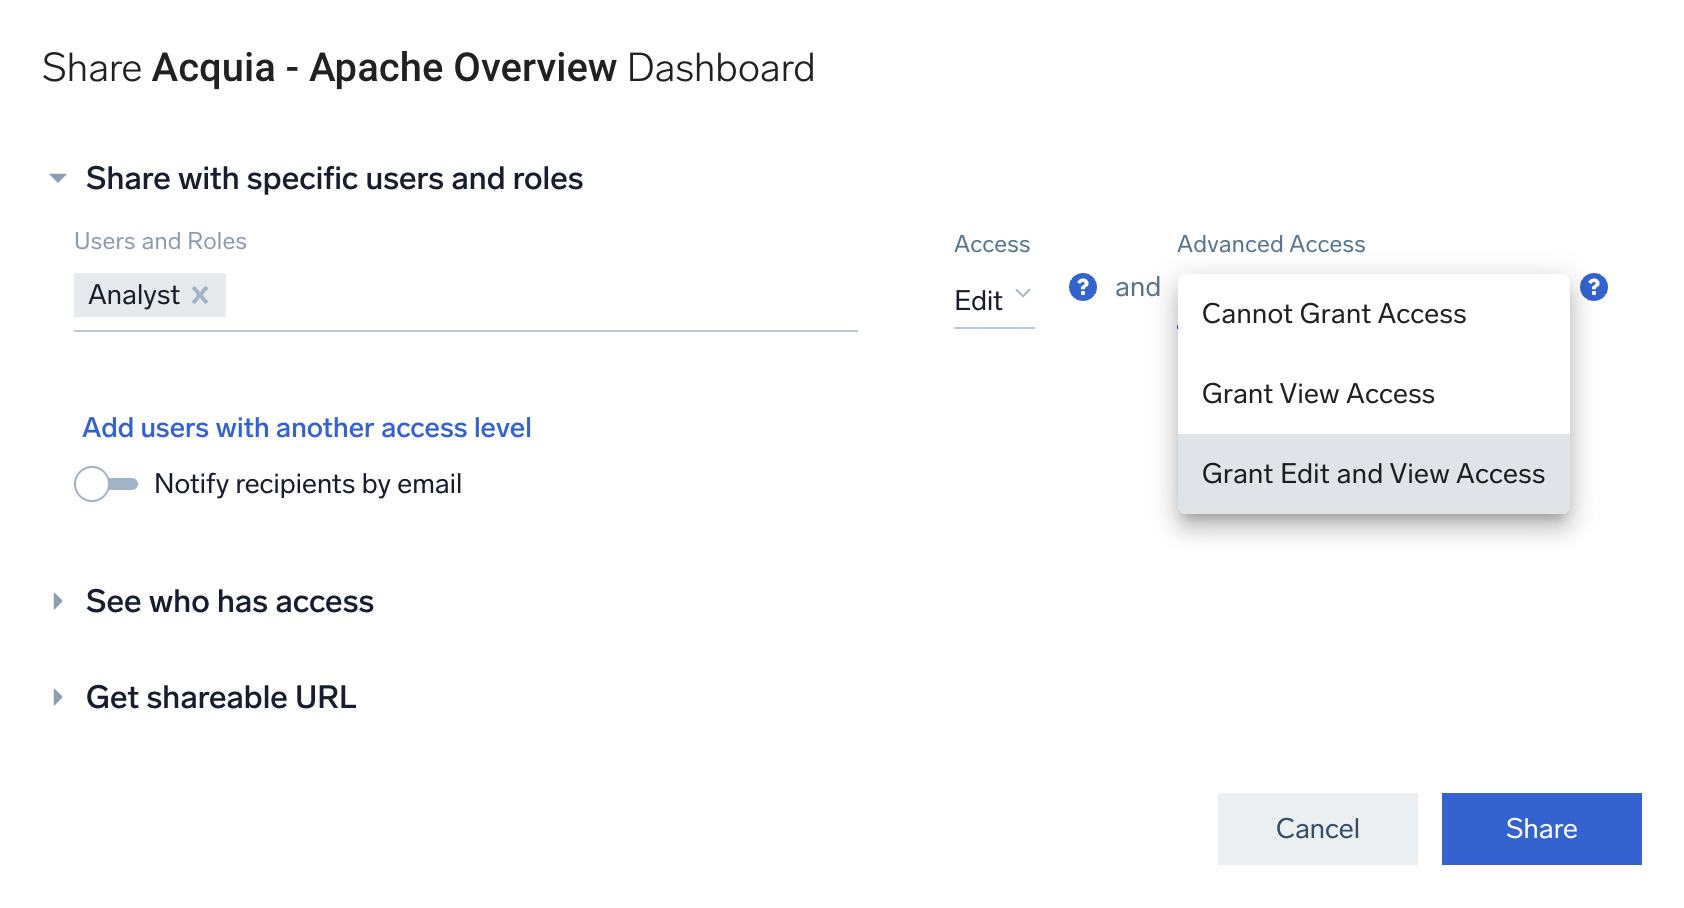 Share Acquia - Apache Overview Dashboard
Share with specific users and roles
Users and Roles
Access
Advanced Access
Analyst
Edit
? and
?
Cannot Grant Access
Grant View Access
Grant Edit and View Access
Add users with another access level
Notify recipients by email
See who has access
Get shareable URL
Cancel
Share